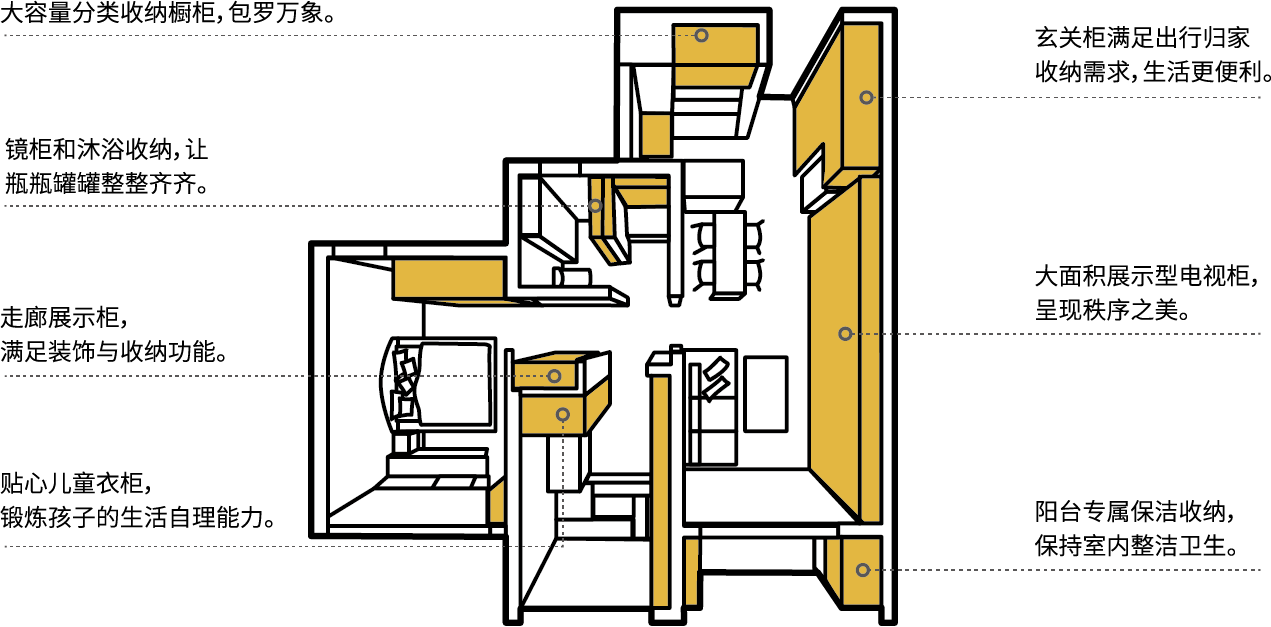 大容量分类收纳橱柜，包罗万象。
镜柜和沐浴收纳，让
瓶瓶罐罐整整齐齐。
走廊展示柜，
满足装饰与收纳功能。
贴心儿童衣柜，
锻炼孩子的生活自理能力。
玄关柜满足出行归家
收纳需求，生活更便利。
大面积展示型电视柜，
呈现秩序之美。
阳台专属保洁收纳，
保持室内整洁卫生。